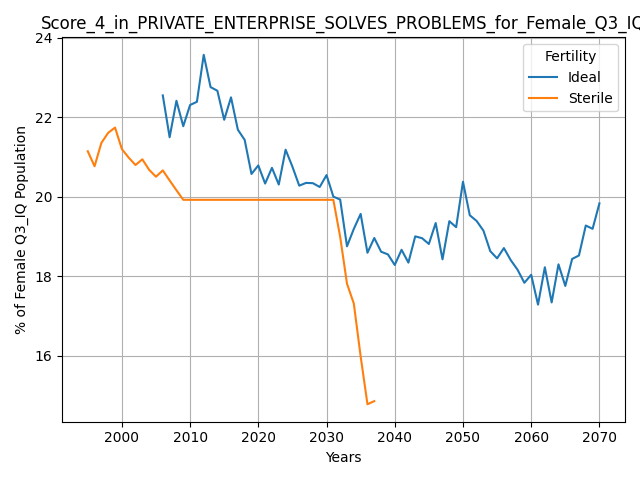 Score_4_in_PRIVATE_ENTERPRISE_SOLVES_PROBLEMS_for_Female_Q3_IQ
24
22
20
18
16
% of Female Q3_IQ Population
Fertility
Ideal
Sterile
2000 2010 2020 2030 2040 2050 2060 2070
Years